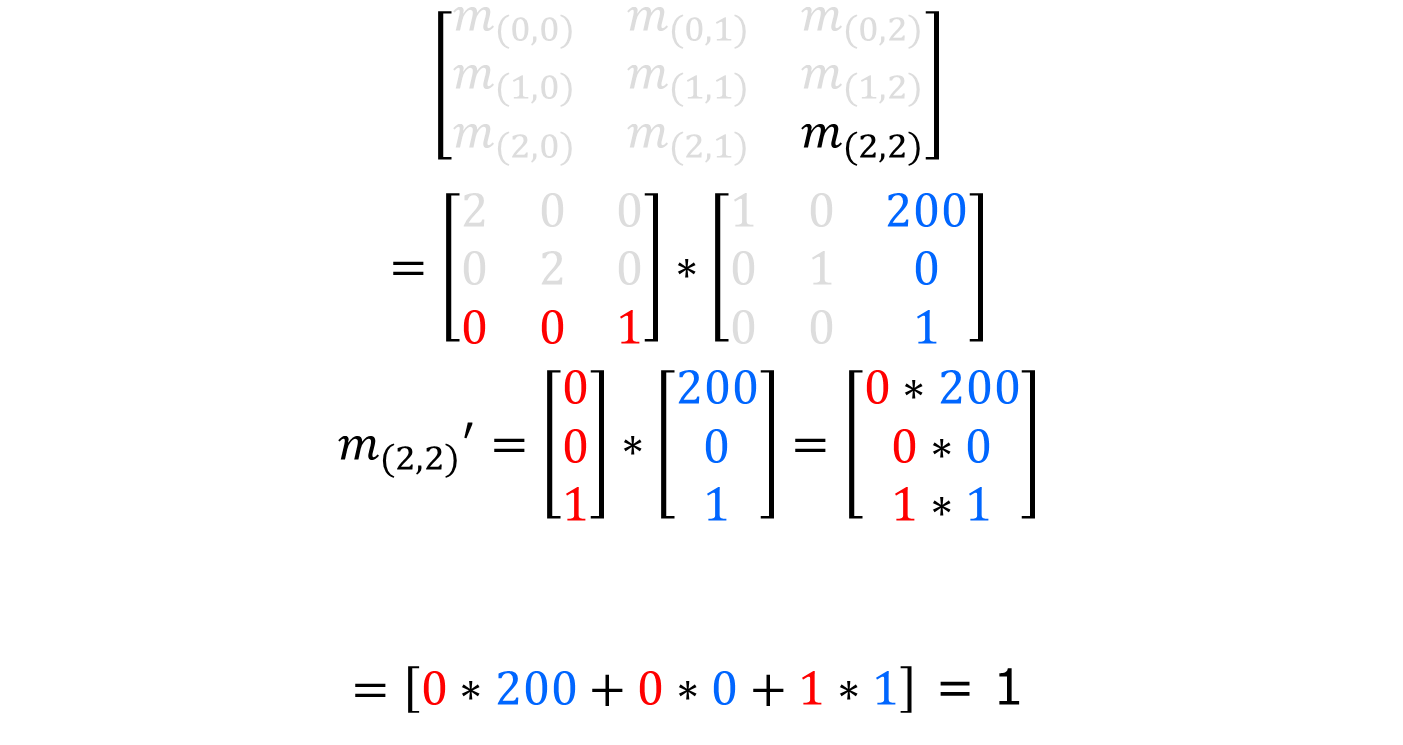 [m(0,0) m(0,1) m(0,2)
m(1,0) m(1,1) m(1,2)
m(2,0) m(2,1) m(2,2)]
= [2 0 0
0 2 0
0 0 1] * [1 0 200
0 1 0
0 0 1]
m(2,2)′ = [0
0
1] * [200
0
1] = [0 * 200
0 * 0
1 * 1]
= [0 * 200 + 0 * 0 + 1 * 1] = 1